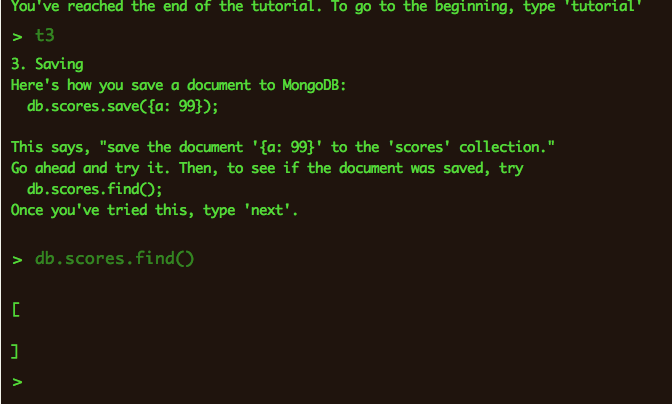 You've reached the end of the tutorial. To go to the beginning, type 'tutorial'
> t3
3. Saving
Here's how you save a document to MongoDB:
db.scores.save({a: 99});
This says, "save the document '{a: 99}' to the 'scores' collection."
Go ahead and try it. Then, to see if the document was saved, try
db.scores.find();
Once you've tried this, type 'next'.
> db.scores.find()
[
]
>